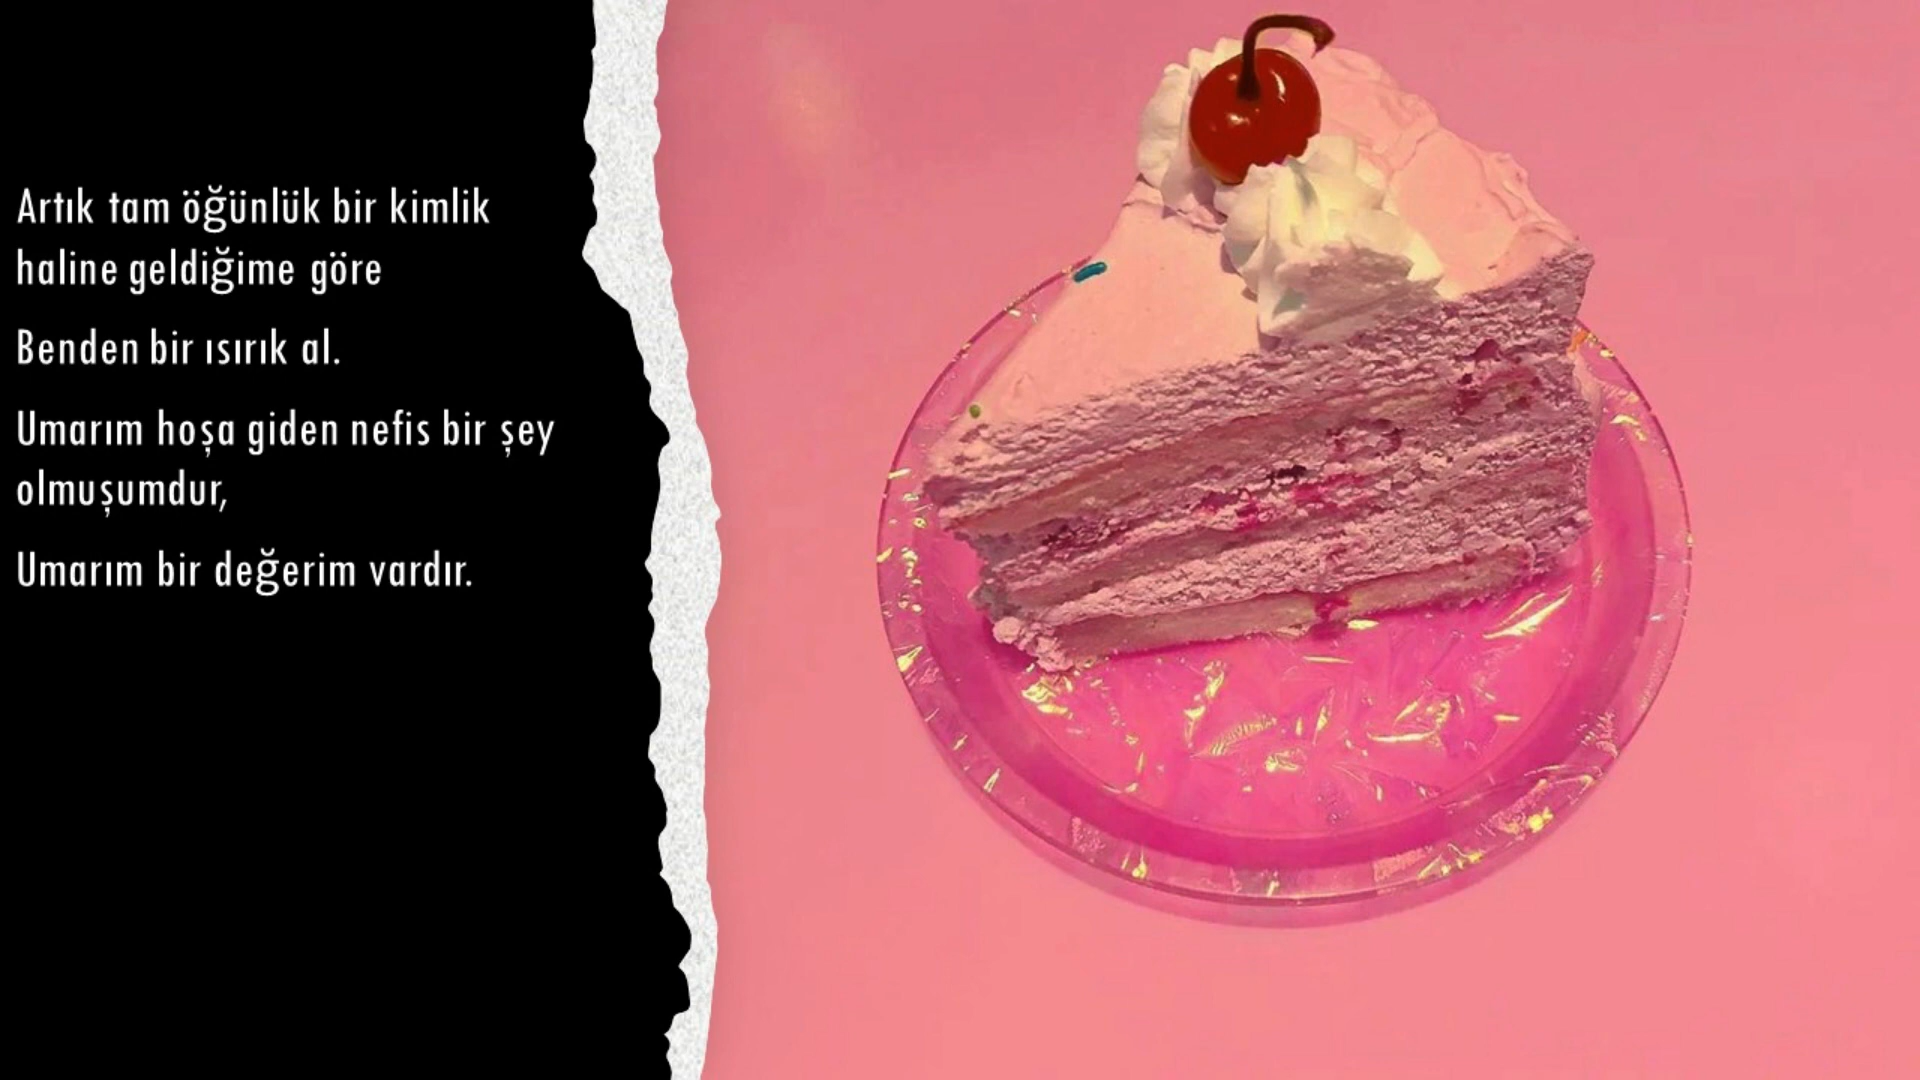 Artık tam öğünlük bir kimlik
haline geldiğime göre
Benden bir ısırık al.
Umarım hoşa giden nefis bir şey
olmuşumdur,
Umarım bir değerim vardır.